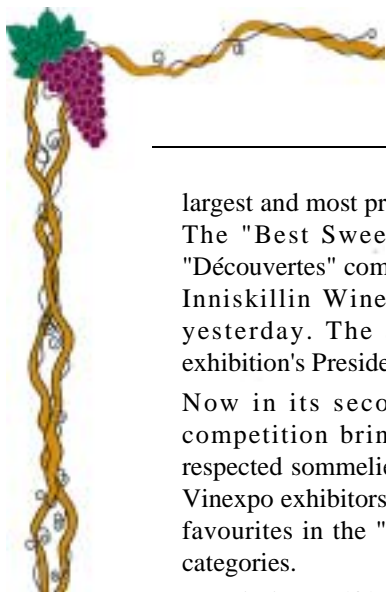 largest and most pr
The "Best Swee
"Découvertes" com
Inniskillin Wine
yesterday. The
exhibition's Preside
Now in its seco
competition brin
respected sommelie
Vinexpo exhibitors
favourites in the "
categories.